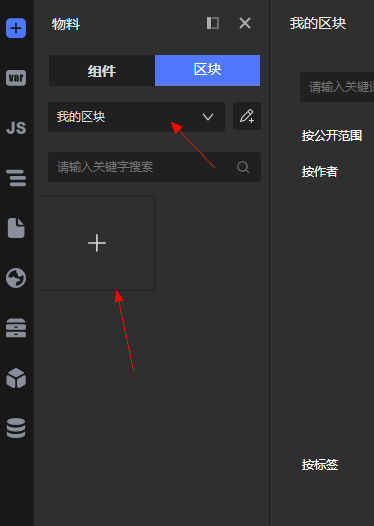 物料
组件
区块
var
我的区块
JS
请输入关键字搜索
我的区块
请输入关键词
按公开范围
按作者
按标签